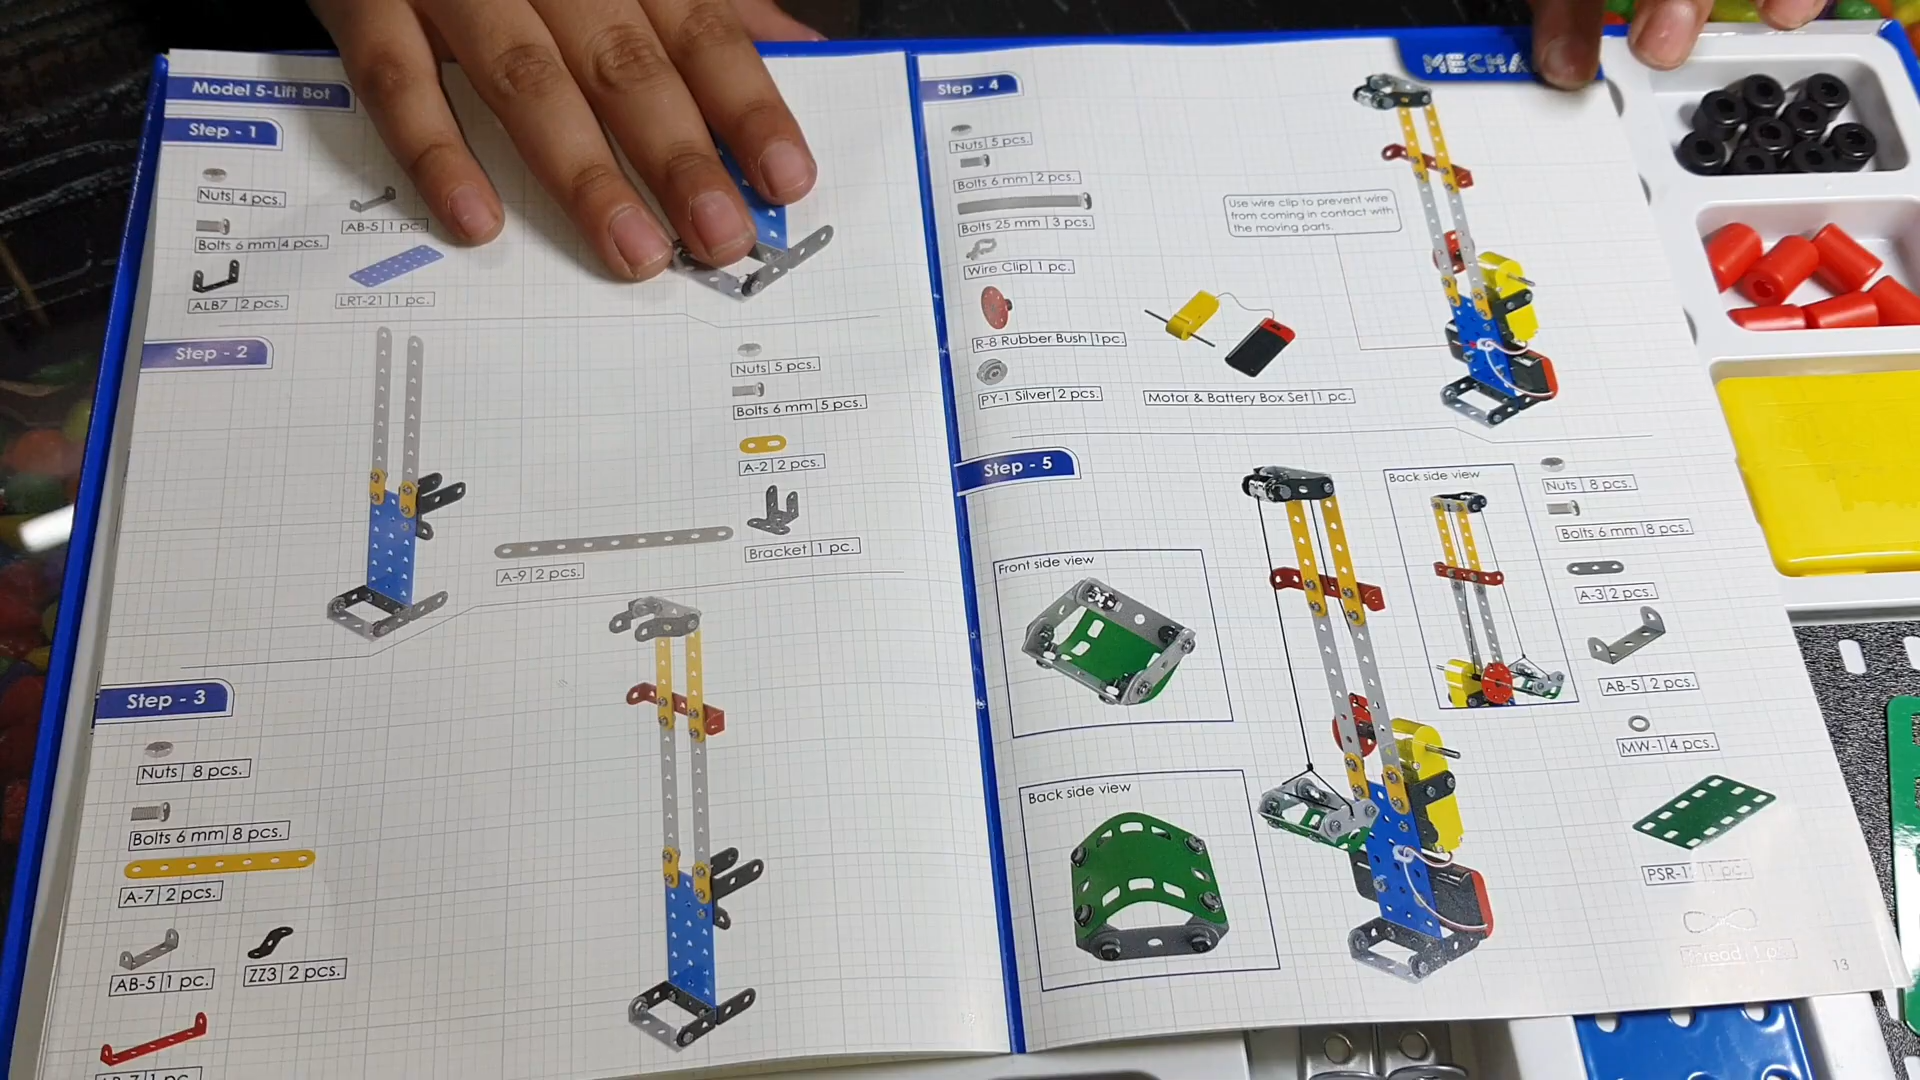 Model 5-Lift Bot
Step - 1
Nuts 4 pcs.
Bolts 6 mm 4 pcs.
ALB7 2 pcs.
AB-5 1 pc.
LRT-21 1 pc.
Step - 2
Nuts 5 pcs.
Bolts 6 mm 5 pcs.
A-2 2 pcs.
Bracket 1 pc.
A-9 2 pcs.
Step - 3
Nuts 8 pcs.
Bolts 6 mm 8 pcs.
A-7 2 pcs.
AB-5 1 pc.
ZZ3 2 pcs.
Step - 4
Nuts 5 pcs.
Bolts 6 mm 2 pcs.
Bolts 25 mm 3 pcs.
Wire Clip 1 pc.
R-8 Rubber Bush 1pc.
PY-1 Silver 2 pcs.
Use wire clip to prevent wire
from coming in contact with
the moving parts.
Motor & Battery Box Set 1 pc.
Step - 5
Front side view
Back side view
Back side view
Nuts 8 pcs.
Bolts 6 mm 8 pcs.
A-3 2 pcs.
AB-5 2 pcs.
MW-1 4 pcs.
1 pc.
13